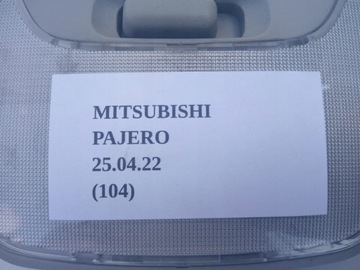 MITSUBISHI
PAJERO
25.04.22
(104)